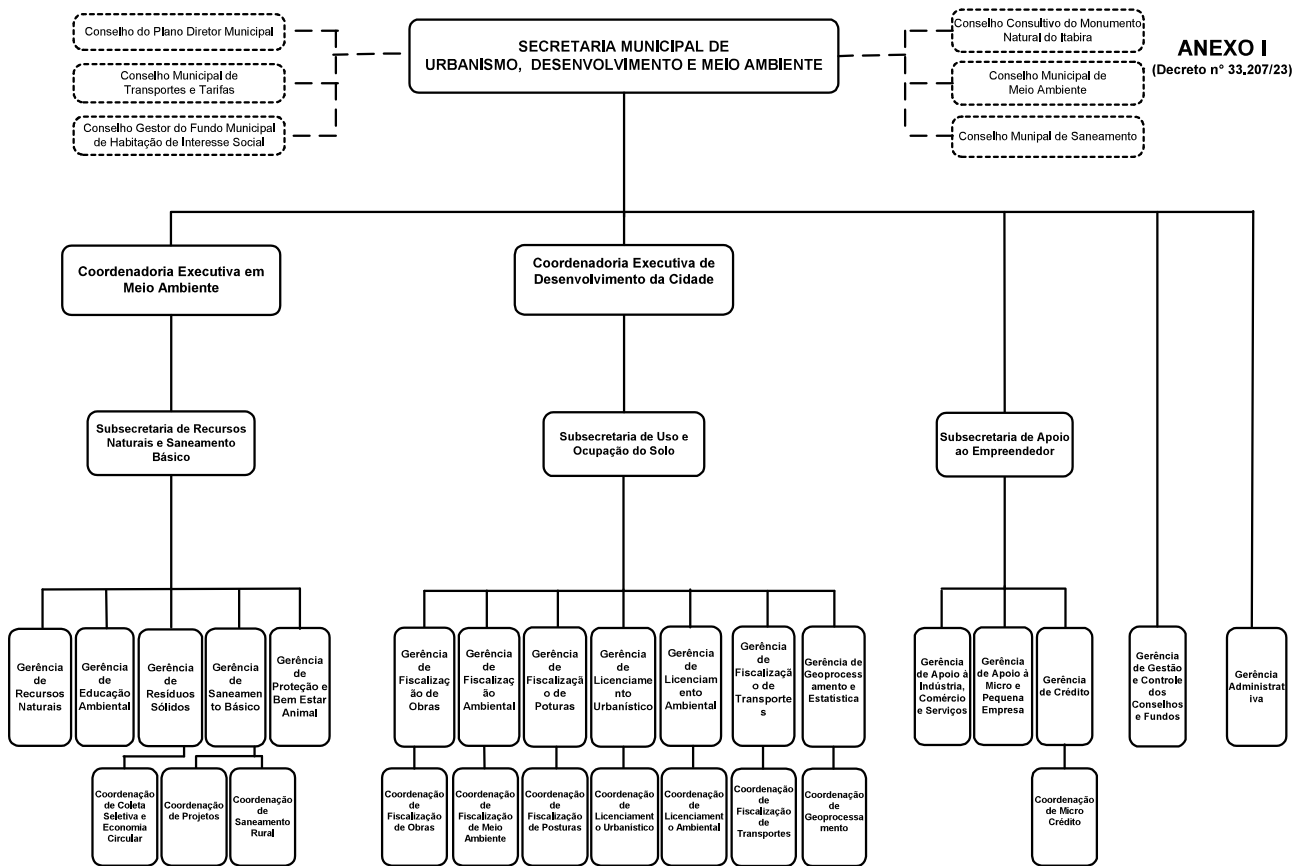 Conselho do Plano Diretor Municipal
Conselho Municipal de
Transportes e Tarifas
Conselho Gestor do Fundo Municipal
de Habitação de Interesse Social
SECRETARIA MUNICIPAL DE
URBANISMO, DESENVOLVIMENTO E MEIO AMBIENTE
Conselho Consultivo do Monumento
Natural do Itabira
Conselho Municipal de
Meio Ambiente
Conselho Munipal de Saneamento
ANEXO I
(Decreto n° 33.207/23)
Coordenadoria Executiva em
Meio Ambiente
Coordenadoria Executiva de
Desenvolvimento da Cidade
Subsecretaria de Recursos
Naturais e Saneamento
Básico
Subsecretaria de Uso e
Ocupação do Solo
Subsecretaria de Apoio
ao Empreendedor
Gerência
de
Recursos
Naturais
Gerência
de
Educação
Ambiental
Gerência
de
Resíduos
Sólidos
Gerência
de
Saneamen
to Básico
Gerência
de
Proteção e
Bem Estar
Animal
Gerência
de
Fiscalizaçã
o de
Obras
Gerência
de
Fiscalizaç
ão
Ambiental
Gerência
de
Fiscalizaçã
o de
Poturas
Gerência
de
Licenciame
nto
Urbanístico
Gerência
de
Licenciam
ento
Ambiental
Gerência
de
Fiscalizaçã
o de
Transporte
s
Gerência de
Geoprocess
amento e
Estatística
Gerência
de Apoio à
Indústria,
Comércio
e Serviços
Gerência
de Apoio à
Micro e
Pequena
Empresa
Gerência
de Crédito
Gerência
de Gestão
e Controle
dos
Conselhos
e Fundos
Gerência
Administrat
iva
Coordenação
de Coleta
Seletiva e
Economia
Circular
Coordenação
de Projetos
Coordenação
de
Saneamento
Rural
Coordenação
de
Fiscalização
de Obras
Coordenação
de
Fiscalização
de Meio
Ambiente
Coordenação
de
Fiscalização
de Posturas
Coordenação
de
Licenciament
o Urbanístico
Coordenação
de
Licenciament
o Ambiental
Coordenação
de
Fiscalização
de
Transportes
Coordenação
de
Geoprocessa
mento
Coordenação
de Micro
Crédito